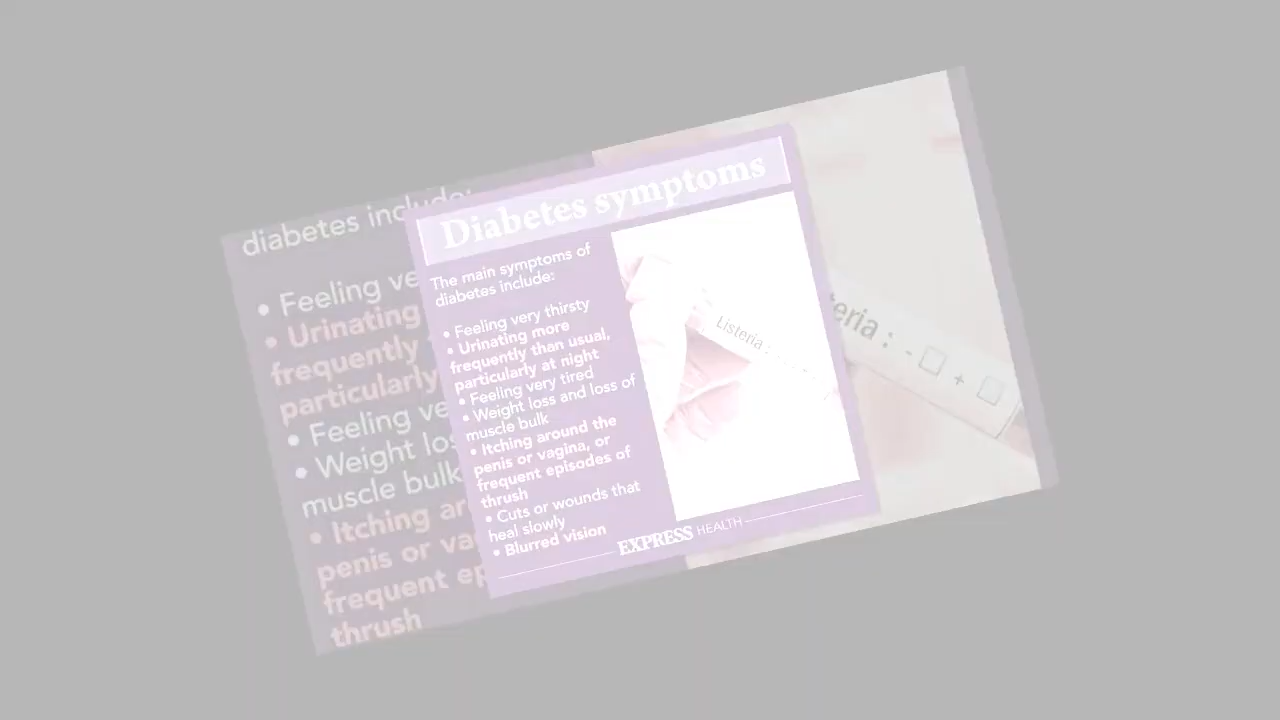 diabetes include:
• Feeling ve
• Urinating
frequently
particularly
• Feeling ve
• Weight los
muscle bulk
• Itching ar
penis or va
frequent ep
thrush
Diabetes symptoms
The main symptoms of
diabetes include:
• Feeling very thirsty
• Urinating more
frequently than usual,
particularly at night
• Feeling very tired
• Weight loss and loss of
muscle bulk
• Itching around the
penis or vagina, or
frequent episodes of
thrush
• Cuts or wounds that
heal slowly
• Blurred vision
EXPRESS HEALTH
Listeria :
teria : - □ + □